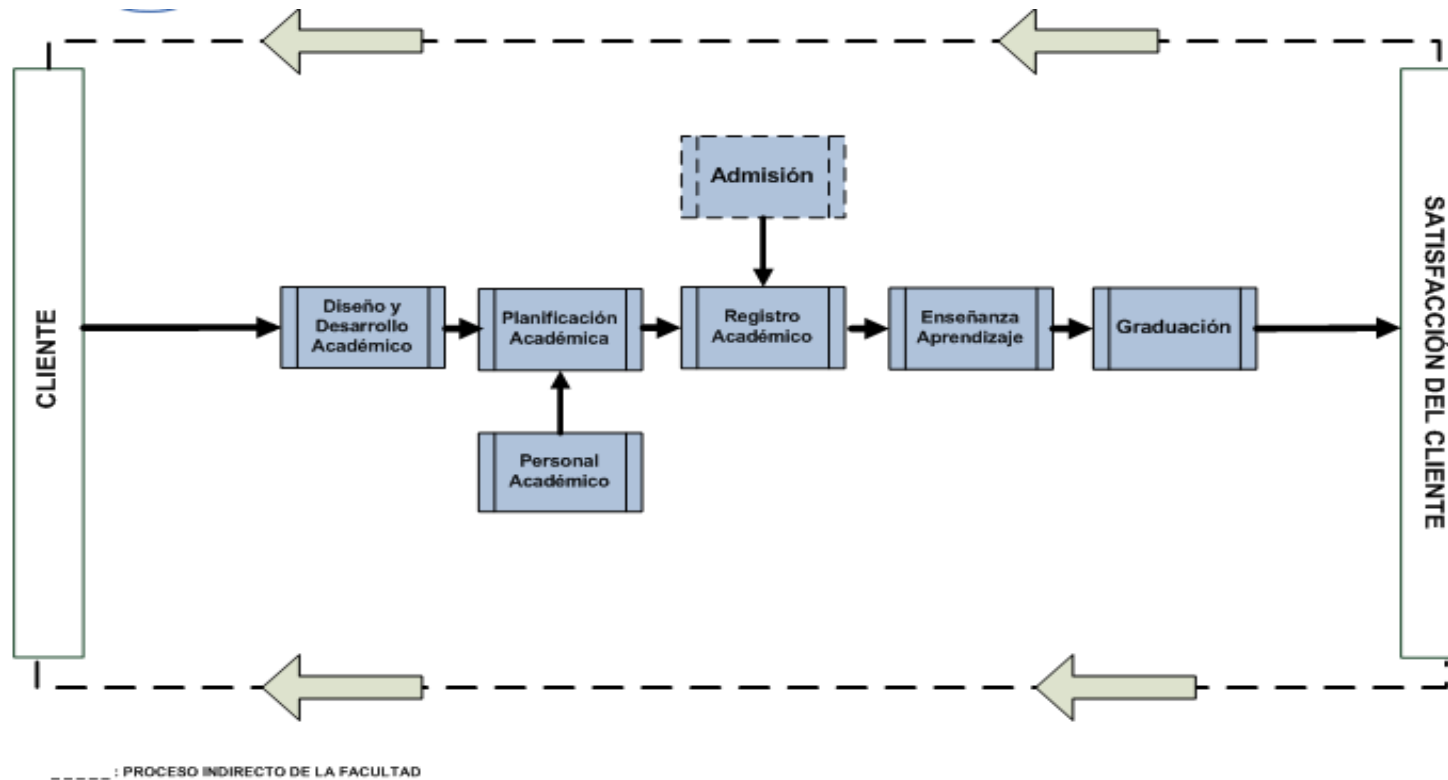 Admisión
CLIENTE
Diseño y
Desarrollo
Académico
Planificación
Académica
Registro
Académico
Enseñanza
Aprendizaje
Graduación
SATISFACCIÓN DEL CLIENTE
Personal
Académico
_ _ _ _ _ : PROCESO INDIRECTO DE LA FACULTAD